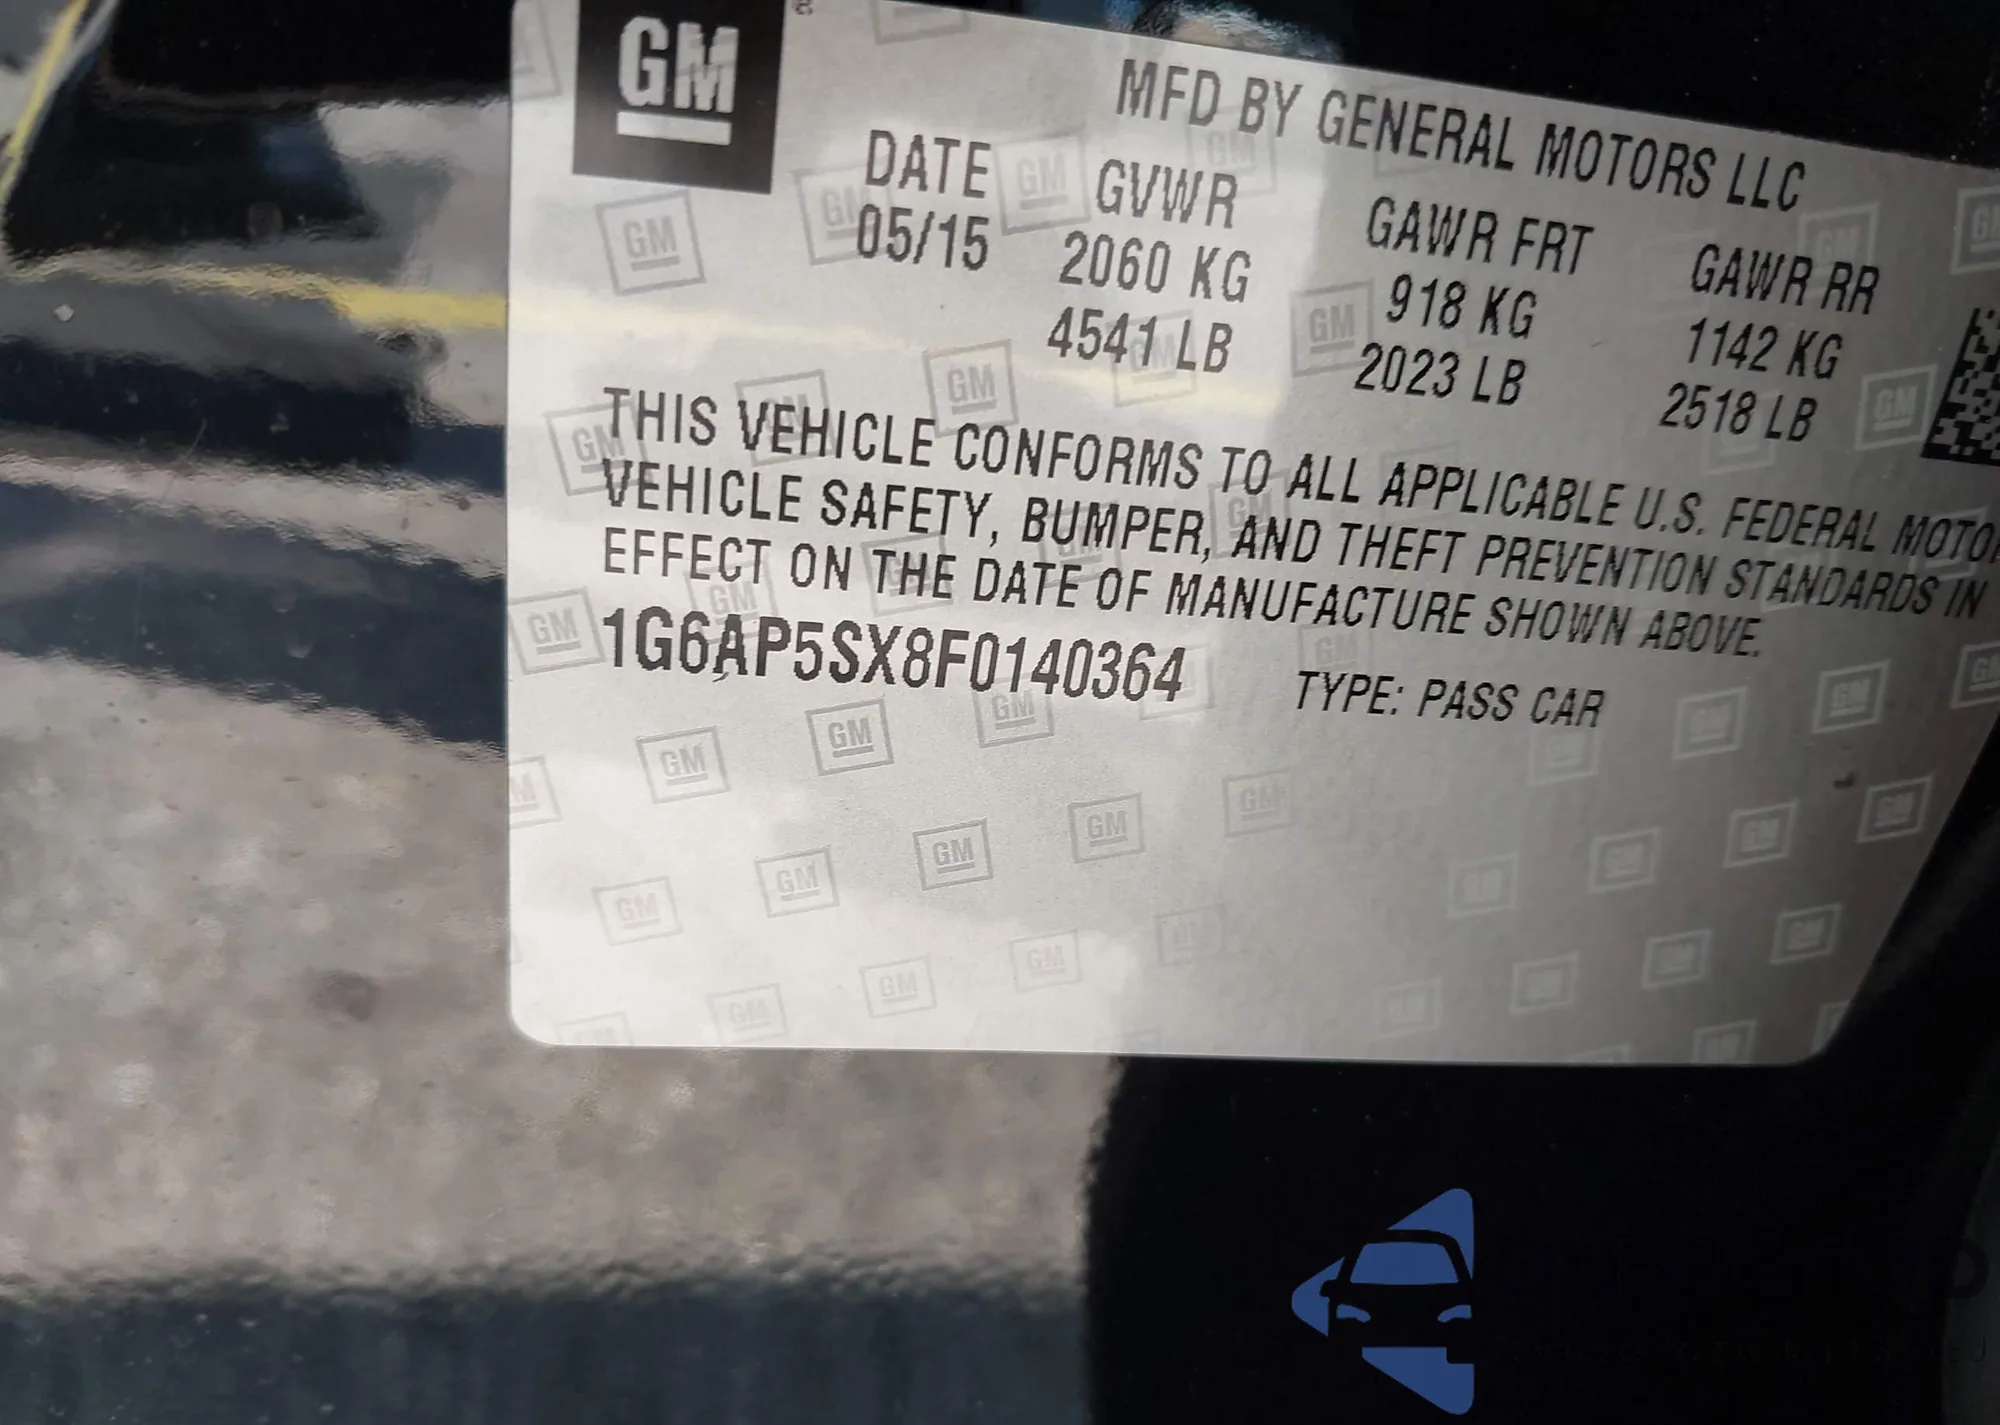 GM
MFD BY GENERAL MOTORS LLC
DATE GVWR GAWR FRT GAWR RR
05/15 2060 KG 918 KG 1142 KG
4541 LB 2023 LB 2518 LB
THIS VEHICLE CONFORMS TO ALL APPLICABLE U.S. FEDERAL MOTOR
VEHICLE SAFETY, BUMPER, AND THEFT PREVENTION STANDARDS IN
EFFECT ON THE DATE OF MANUFACTURE SHOWN ABOVE.
1G6AP5SX8F0140364 TYPE: PASS CAR